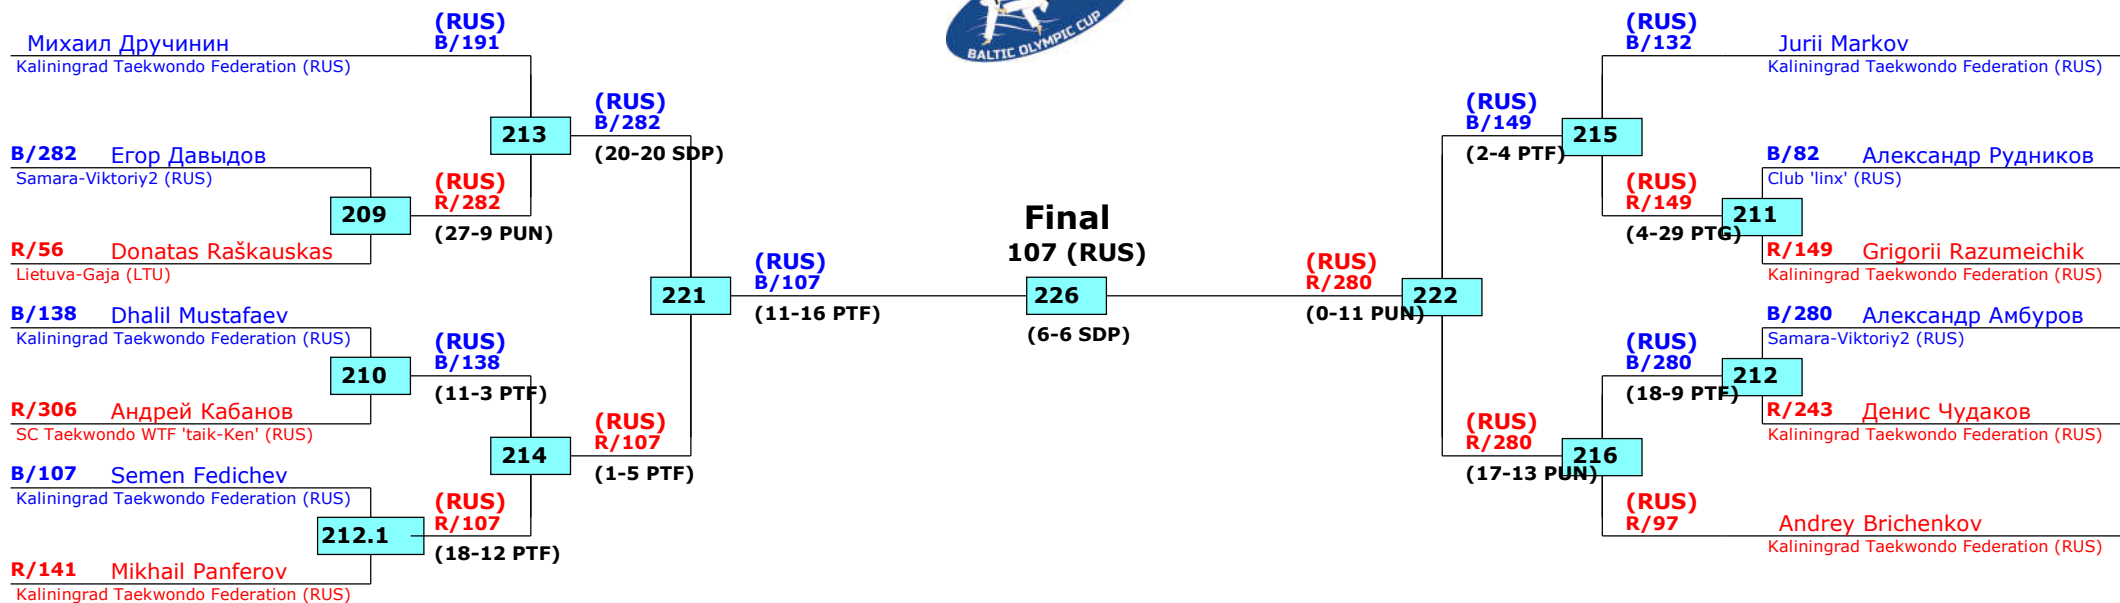 BALTIC OLYMPIC CUP
(RUS)
B/191
Михаил Дручинин
Kaliningrad Taekwondo Federation (RUS)
213
(RUS)
B/282
(20-20 SDP)
B/282 Егор Давыдов
Samara-Viktoriy2 (RUS)
209
(RUS)
R/282
(27-9 PUN)
R/56 Donatas Raškauskas
Lietuva-Gaja (LTU)
221
(RUS)
B/107
(11-16 PTF)
B/138 Dhalil Mustafaev
Kaliningrad Taekwondo Federation (RUS)
210
(RUS)
B/138
(11-3 PTF)
R/306 Андрей Кабанов
SC Taekwondo WTF 'taik-Ken' (RUS)
214
(RUS)
R/107
(1-5 PTF)
B/107 Semen Fedichev
Kaliningrad Taekwondo Federation (RUS)
212.1
(RUS)
R/107
(18-12 PTF)
R/141 Mikhail Panferov
Kaliningrad Taekwondo Federation (RUS)
Final
107 (RUS)
226
(6-6 SDP)
(RUS)
B/132
Jurii Markov
Kaliningrad Taekwondo Federation (RUS)
(RUS)
B/149
(2-4 PTF)
215
B/82 Александр Рудников
Club 'linx' (RUS)
(RUS)
R/149
(4-29 PTG)
211
R/149 Grigorii Razumeichik
Kaliningrad Taekwondo Federation (RUS)
(RUS)
R/280
(0-11 PUN)
222
B/280 Александр Амбуров
Samara-Viktoriy2 (RUS)
(RUS)
B/280
(18-9 PTF)
212
R/243 Денис Чудаков
Kaliningrad Taekwondo Federation (RUS)
(RUS)
R/280
(17-13 PUN)
216
(RUS)
R/97
Andrey Brichenkov
Kaliningrad Taekwondo Federation (RUS)